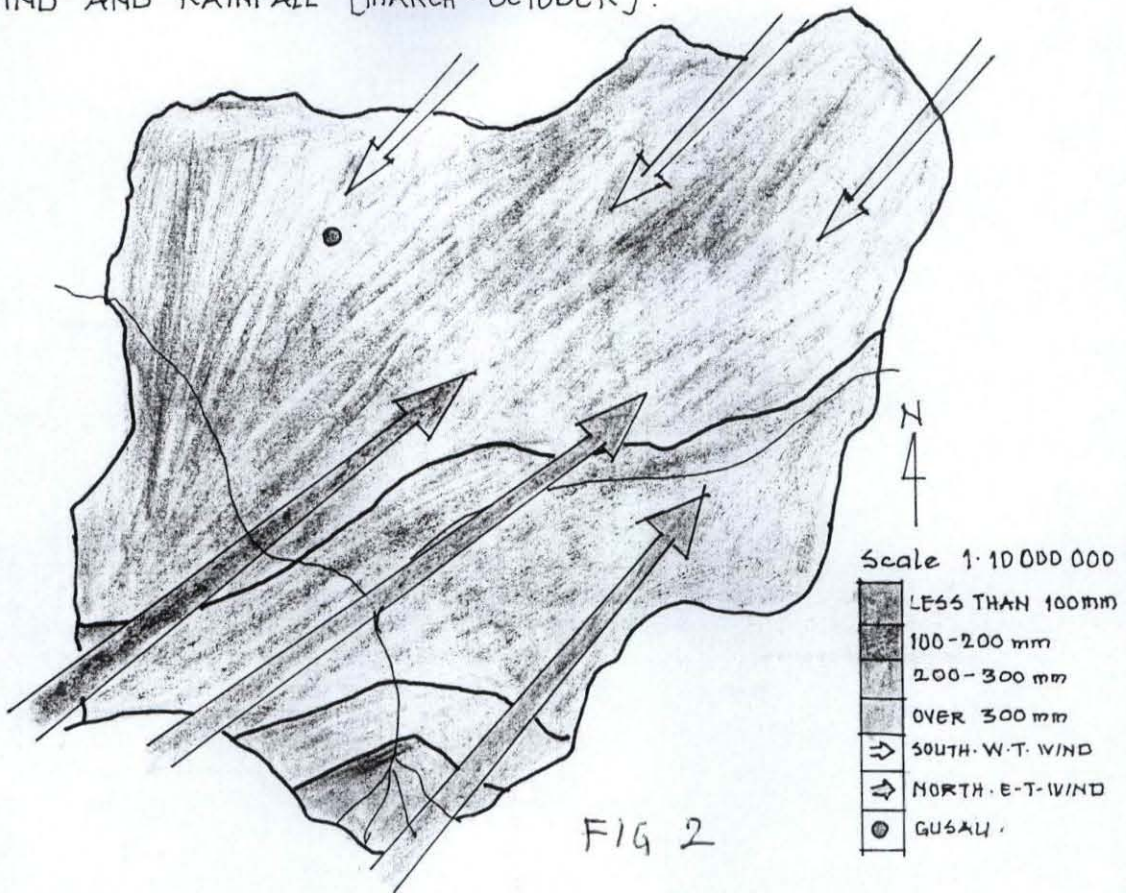 WIND AND RAINFALL [MARCH OCTOBER].
N
Scale 1.10 000 000
LESS THAN 100mm
100-200 mm
200-300 mm
OVER 300 mm
SOUTH.W.T. WIND
NORTH.E-T-WIND
GUSAU.
FIG 2